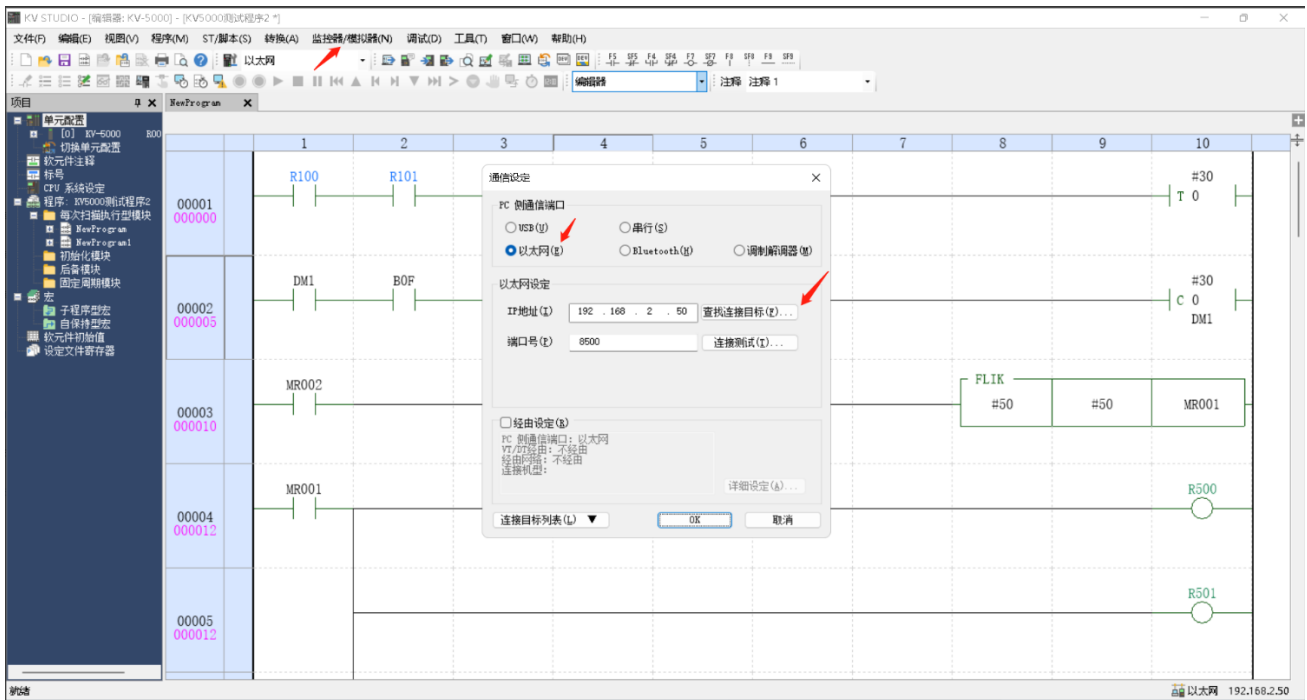 KV STUDIO - [编辑器: KV-5000] - [KV5000测试程序2 *]
文件(F) 编辑(E) 视图(V) 程序(M) ST/脚本(S) 转换(A) 监控器/模拟器(N) 调试(D) 工具(T) 窗口(W) 帮助(H)
以太网
编辑器 注释 注释 1
项目 NewProgram
单元配置
[0] KV-5000 R00
切换单元配置
软元件注释
标号
CPU 系统设定
程序: KV5000测试程序2
每次扫描执行型模块
NewProgram
NewProgram1
初始化模块
后备模块
固定周期模块
宏
子程序型宏
自保持型宏
软元件初始值
设定文件寄存器
1 2 3 4 5 6 7 8 9 10
00001
000000
R100 R101 #30
T 0
00002
000005
DM1 B0F #30
C 0
DM1
00003
000010
MR002 FLIK
#50 #50 MR001
00004
000012
MR001 R500
00005
000012
R501
通信设定
PC 侧通信端口
USB(U) 串行(S)
以太网(E) Bluetooth(H) 调制解调器(M)
以太网设定
IP地址(I) 192 . 168 . 2 . 50 查找连接目标(F)...
端口号(P) 8500 连接测试(T)...
经由设定(R)
PC 侧通信端口: 以太网
VT/DT经由: 不经由
经由网络: 不经由
连接机型:
详细设定(A)...
连接目标列表(L) ▼ OK 取消
就绪 以太网 192.168.2.50